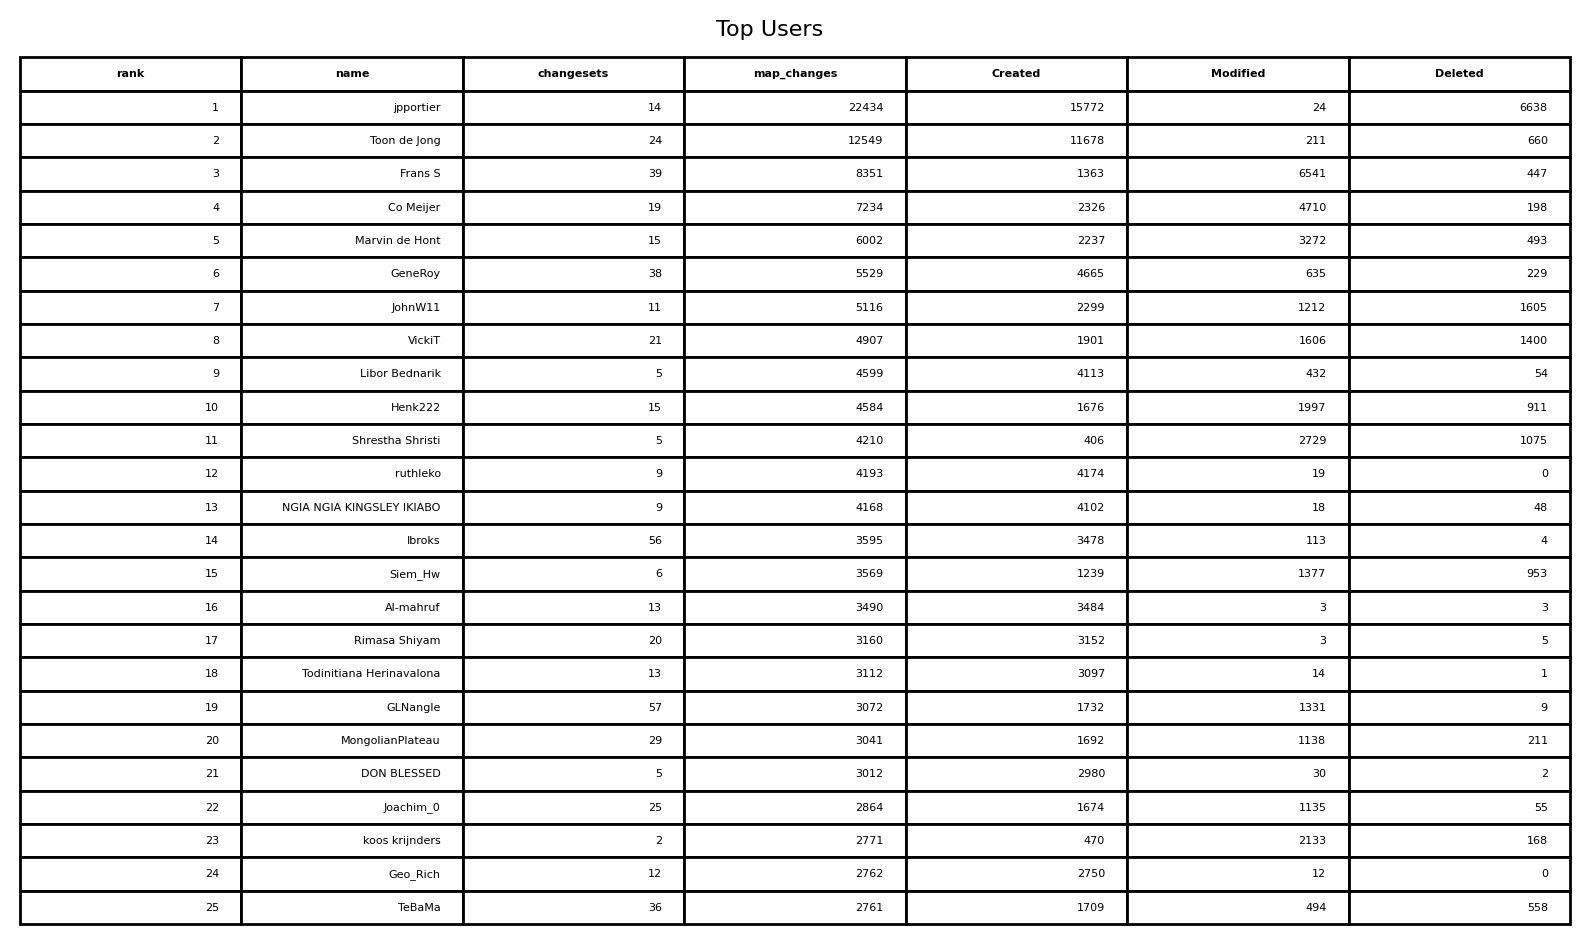 Top Users
rank name changesets map_changes Created Modified Deleted
1 jpportier 14 22434 15772 24 6638
2 Toon de Jong 24 12549 11678 211 660
3 Frans S 39 8351 1363 6541 447
4 Co Meijer 19 7234 2326 4710 198
5 Marvin de Hont 15 6002 2237 3272 493
6 GeneRoy 38 5529 4665 635 229
7 JohnW11 11 5116 2299 1212 1605
8 VickiT 21 4907 1901 1606 1400
9 Libor Bednarik 5 4599 4113 432 54
10 Henk222 15 4584 1676 1997 911
11 Shrestha Shristi 5 4210 406 2729 1075
12 ruthleko 9 4193 4174 19 0
13 NGIA NGIA KINGSLEY IKIABO 9 4168 4102 18 48
14 Ibroks 56 3595 3478 113 4
15 Siem_Hw 6 3569 1239 1377 953
16 Al-mahruf 13 3490 3484 3 3
17 Rimasa Shiyam 20 3160 3152 3 5
18 Todinitiana Herinavalona 13 3112 3097 14 1
19 GLNangle 57 3072 1732 1331 9
20 MongolianPlateau 29 3041 1692 1138 211
21 DON BLESSED 5 3012 2980 30 2
22 Joachim_0 25 2864 1674 1135 55
23 koos krijnders 2 2771 470 2133 168
24 Geo_Rich 12 2762 2750 12 0
25 TeBaMa 36 2761 1709 494 558